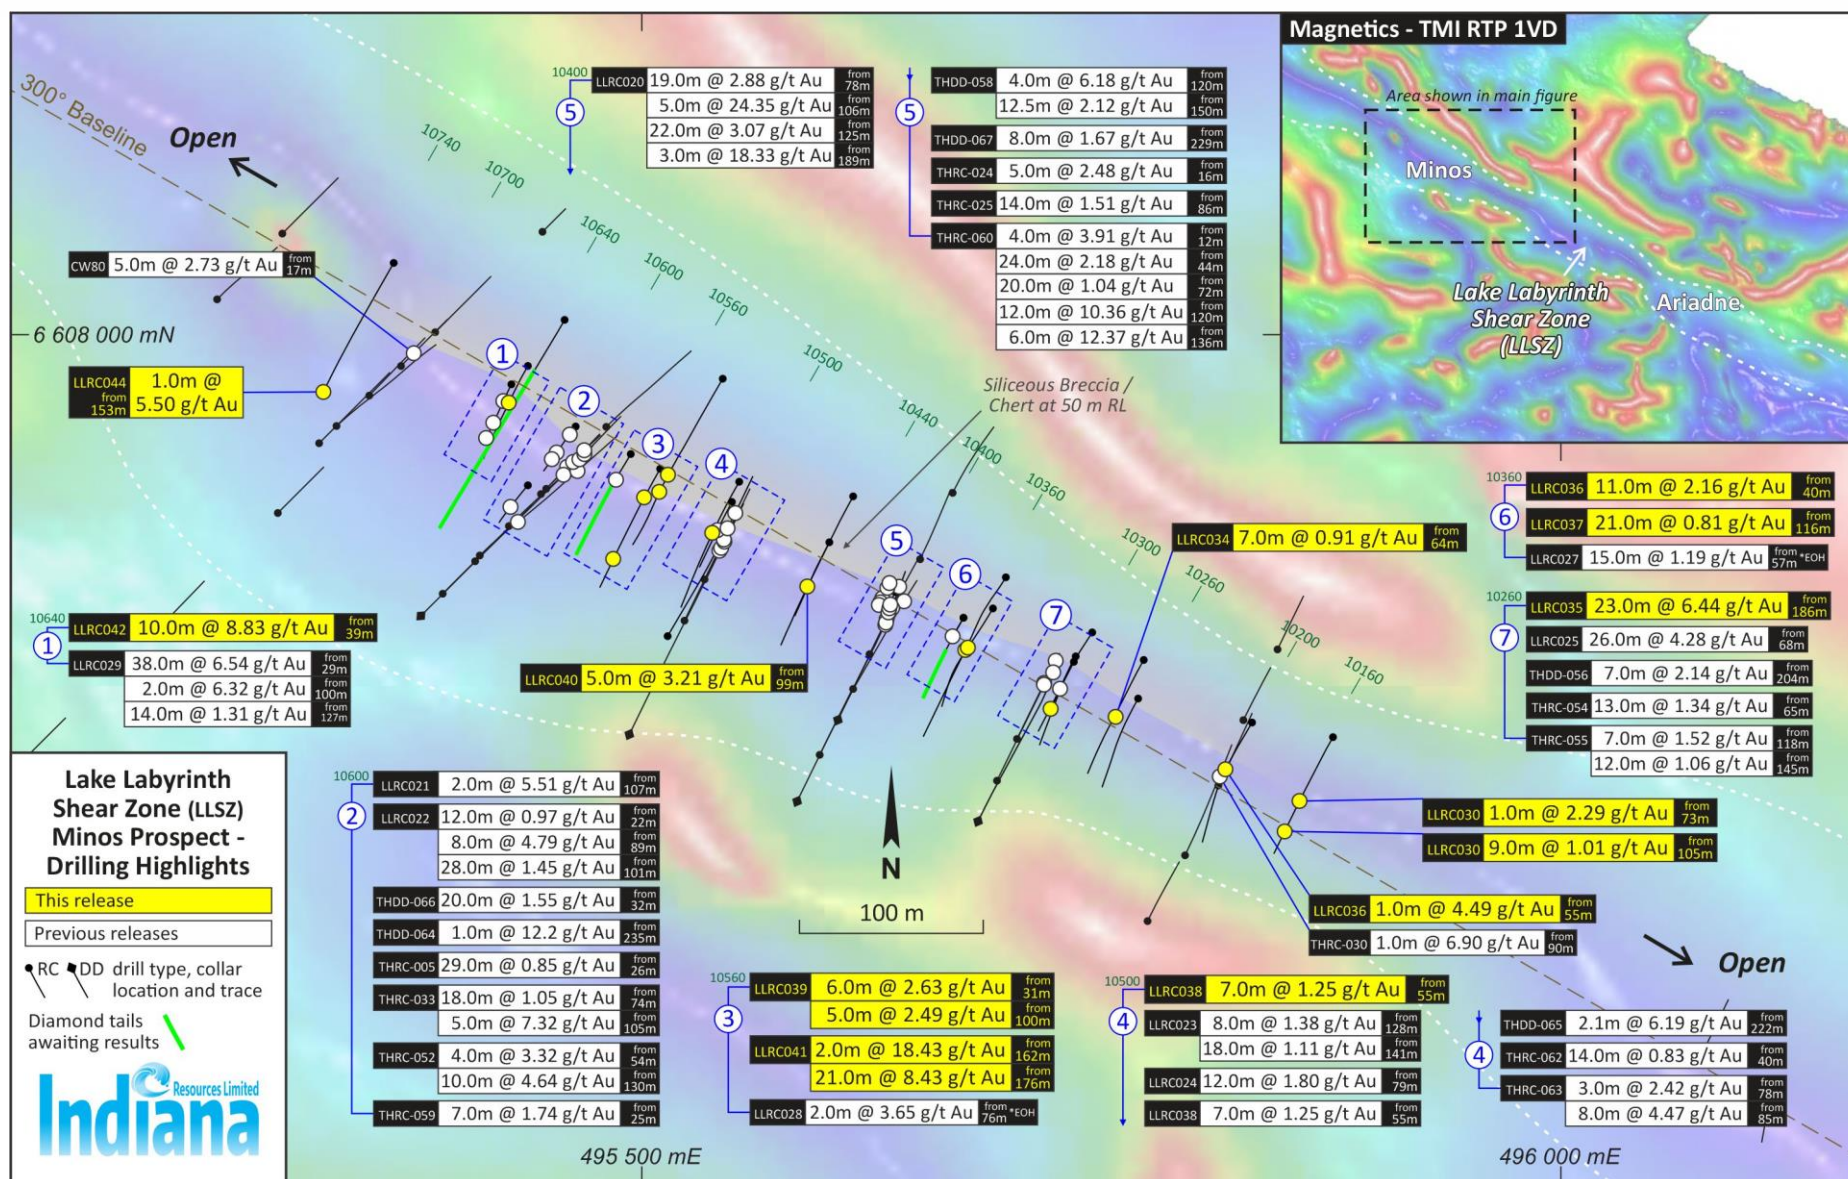 Magnetics - TMI RTP 1VD
Area shown in main figure
Minos
Lake Labyrinth
Shear Zone
(LLSZ)
Ariadne
300° Baseline
Open
10740
10700
10640
10600
10560
10500
10440
10400
10360
10300
10260
10200
10160
10400
5
LLRC020 19.0m @ 2.88 g/t Au from 78m
5.0m @ 24.35 g/t Au from 106m
22.0m @ 3.07 g/t Au from 125m
3.0m @ 18.33 g/t Au from 189m
5
THDD-058 4.0m @ 6.18 g/t Au from 120m
12.5m @ 2.12 g/t Au from 150m
THDD-067 8.0m @ 1.67 g/t Au from 229m
THRC-024 5.0m @ 2.48 g/t Au from 16m
THRC-025 14.0m @ 1.51 g/t Au from 86m
THRC-060 4.0m @ 3.91 g/t Au from 12m
24.0m @ 2.18 g/t Au from 44m
20.0m @ 1.04 g/t Au from 72m
12.0m @ 10.36 g/t Au from 120m
6.0m @ 12.37 g/t Au from 136m
CW80 5.0m @ 2.73 g/t Au from 17m
6 608 000 mN
LLRC044 from 153m 1.0m @
5.50 g/t Au
1
2
3
4
5
6
7
Siliceous Breccia /
Chert at 50 m RL
LLRC034 7.0m @ 0.91 g/t Au from 64m
10360
6
LLRC036 11.0m @ 2.16 g/t Au from 40m
LLRC037 21.0m @ 0.81 g/t Au from 116m
LLRC027 15.0m @ 1.19 g/t Au from 57m *EOH
10260
7
LLRC035 23.0m @ 6.44 g/t Au from 186m
LLRC025 26.0m @ 4.28 g/t Au from 68m
THDD-056 7.0m @ 2.14 g/t Au from 204m
THRC-054 13.0m @ 1.34 g/t Au from 65m
THRC-055 7.0m @ 1.52 g/t Au from 118m
12.0m @ 1.06 g/t Au from 145m
10640
1
LLRC042 10.0m @ 8.83 g/t Au from 39m
LLRC029 38.0m @ 6.54 g/t Au from 29m
2.0m @ 6.32 g/t Au from 100m
14.0m @ 1.31 g/t Au from 127m
LLRC040 5.0m @ 3.21 g/t Au from 99m
LLRC030 1.0m @ 2.29 g/t Au from 73m
LLRC030 9.0m @ 1.01 g/t Au from 105m
LLRC036 1.0m @ 4.49 g/t Au from 55m
THRC-030 1.0m @ 6.90 g/t Au from 90m
Open
N
100 m
Lake Labyrinth
Shear Zone (LLSZ)
Minos Prospect -
Drilling Highlights
This release
Previous releases
RC DD drill type, collar
location and trace
Diamond tails
awaiting results
Indiana
Resources Limited
10600
2
LLRC021 2.0m @ 5.51 g/t Au from 107m
LLRC022 12.0m @ 0.97 g/t Au from 22m
8.0m @ 4.79 g/t Au from 89m
28.0m @ 1.45 g/t Au from 101m
THDD-066 20.0m @ 1.55 g/t Au from 32m
THDD-064 1.0m @ 12.2 g/t Au from 235m
THRC-005 29.0m @ 0.85 g/t Au from 26m
THRC-033 18.0m @ 1.05 g/t Au from 74m
5.0m @ 7.32 g/t Au from 105m
THRC-052 4.0m @ 3.32 g/t Au from 54m
10.0m @ 4.64 g/t Au from 130m
THRC-059 7.0m @ 1.74 g/t Au from 25m
10560
3
LLRC039 6.0m @ 2.63 g/t Au from 31m
5.0m @ 2.49 g/t Au from 100m
LLRC041 2.0m @ 18.43 g/t Au from 162m
21.0m @ 8.43 g/t Au from 176m
LLRC028 2.0m @ 3.65 g/t Au from 76m *EOH
10500
4
LLRC038 7.0m @ 1.25 g/t Au from 55m
LLRC023 8.0m @ 1.38 g/t Au from 128m
18.0m @ 1.11 g/t Au from 141m
LLRC024 12.0m @ 1.80 g/t Au from 79m
LLRC038 7.0m @ 1.25 g/t Au from 55m
4
THDD-065 2.1m @ 6.19 g/t Au from 222m
THRC-062 14.0m @ 0.83 g/t Au from 40m
THRC-063 3.0m @ 2.42 g/t Au from 78m
8.0m @ 4.47 g/t Au from 85m
495 500 mE
496 000 mE